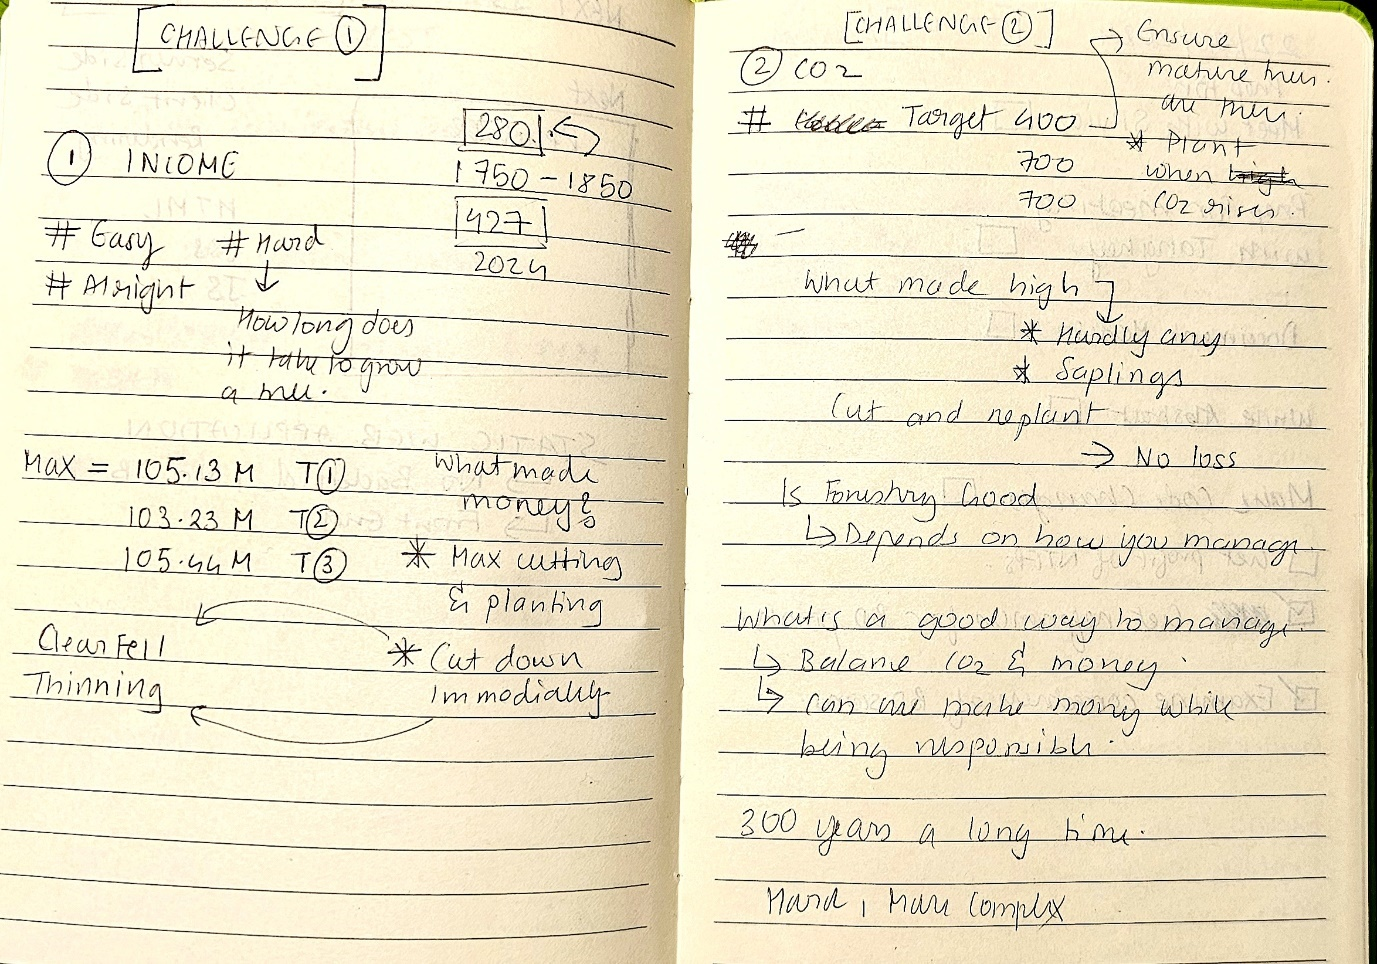 [CHALLENGE ①]
280
① INCOME
1750 - 1850
427
# Easy # Hard
2024
# Alright
How long does
it take to grow
a tree.
Max = 105.13 M T①
103.23 M T②
105.44 M T③
What made
money?
* Max cutting
& planting
Clear Fell
Thinning
* Cut down
immediatly
[CHALLENGE ②]
Ensure
mature trees
are there.
② CO2
# Target 400
700
700
* Plant
when
CO2 rises.
What made high
* Hardly any
* Saplings
Cut and replant
→ No loss
Is Forestry Good
↳ Depends on how you manage.
What is a good way to manage.
↳ Balance CO2 & money.
↳ Can we make money while
being responsible.
300 years a long time.
Hard, More Complex